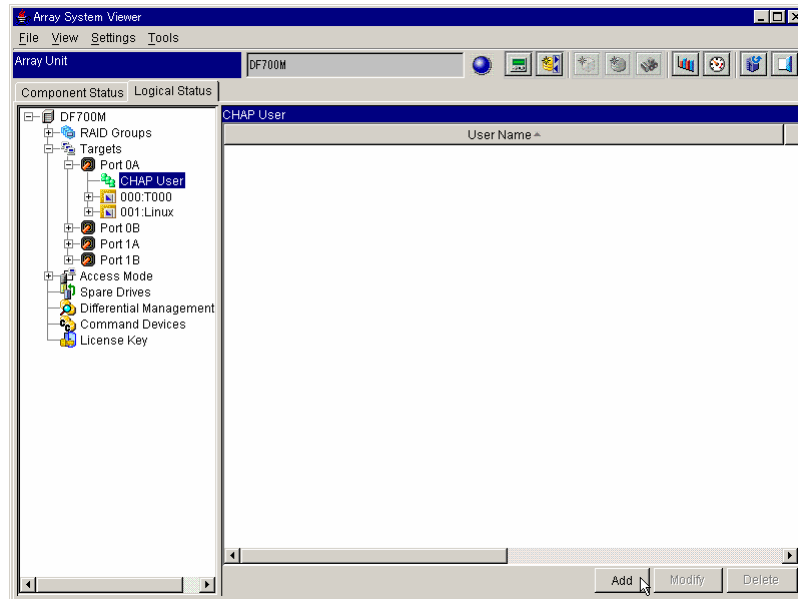 Array System Viewer
File View Settings Tools
Array Unit
DF700M
Component Status Logical Status
DF700M
RAID Groups
Targets
Port 0A
CHAP User
000:T000
001:Linux
Port 0B
Port 1A
Port 1B
Access Mode
Spare Drives
Differential Management
Command Devices
License Key
CHAP User
User Name
Add Modify Delete